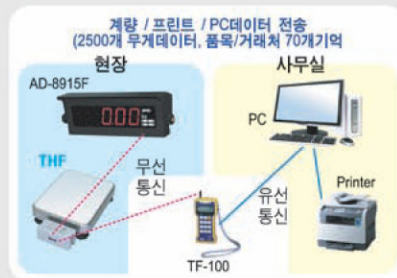 계량 / 프린트 / PC데이터 전송
(2500개 무게데이터, 품목/거래처 70개기억
현장
사무실
AD-8915F
0.00
PC
THF
무선
통신
유선
통신
Printer
TF-100